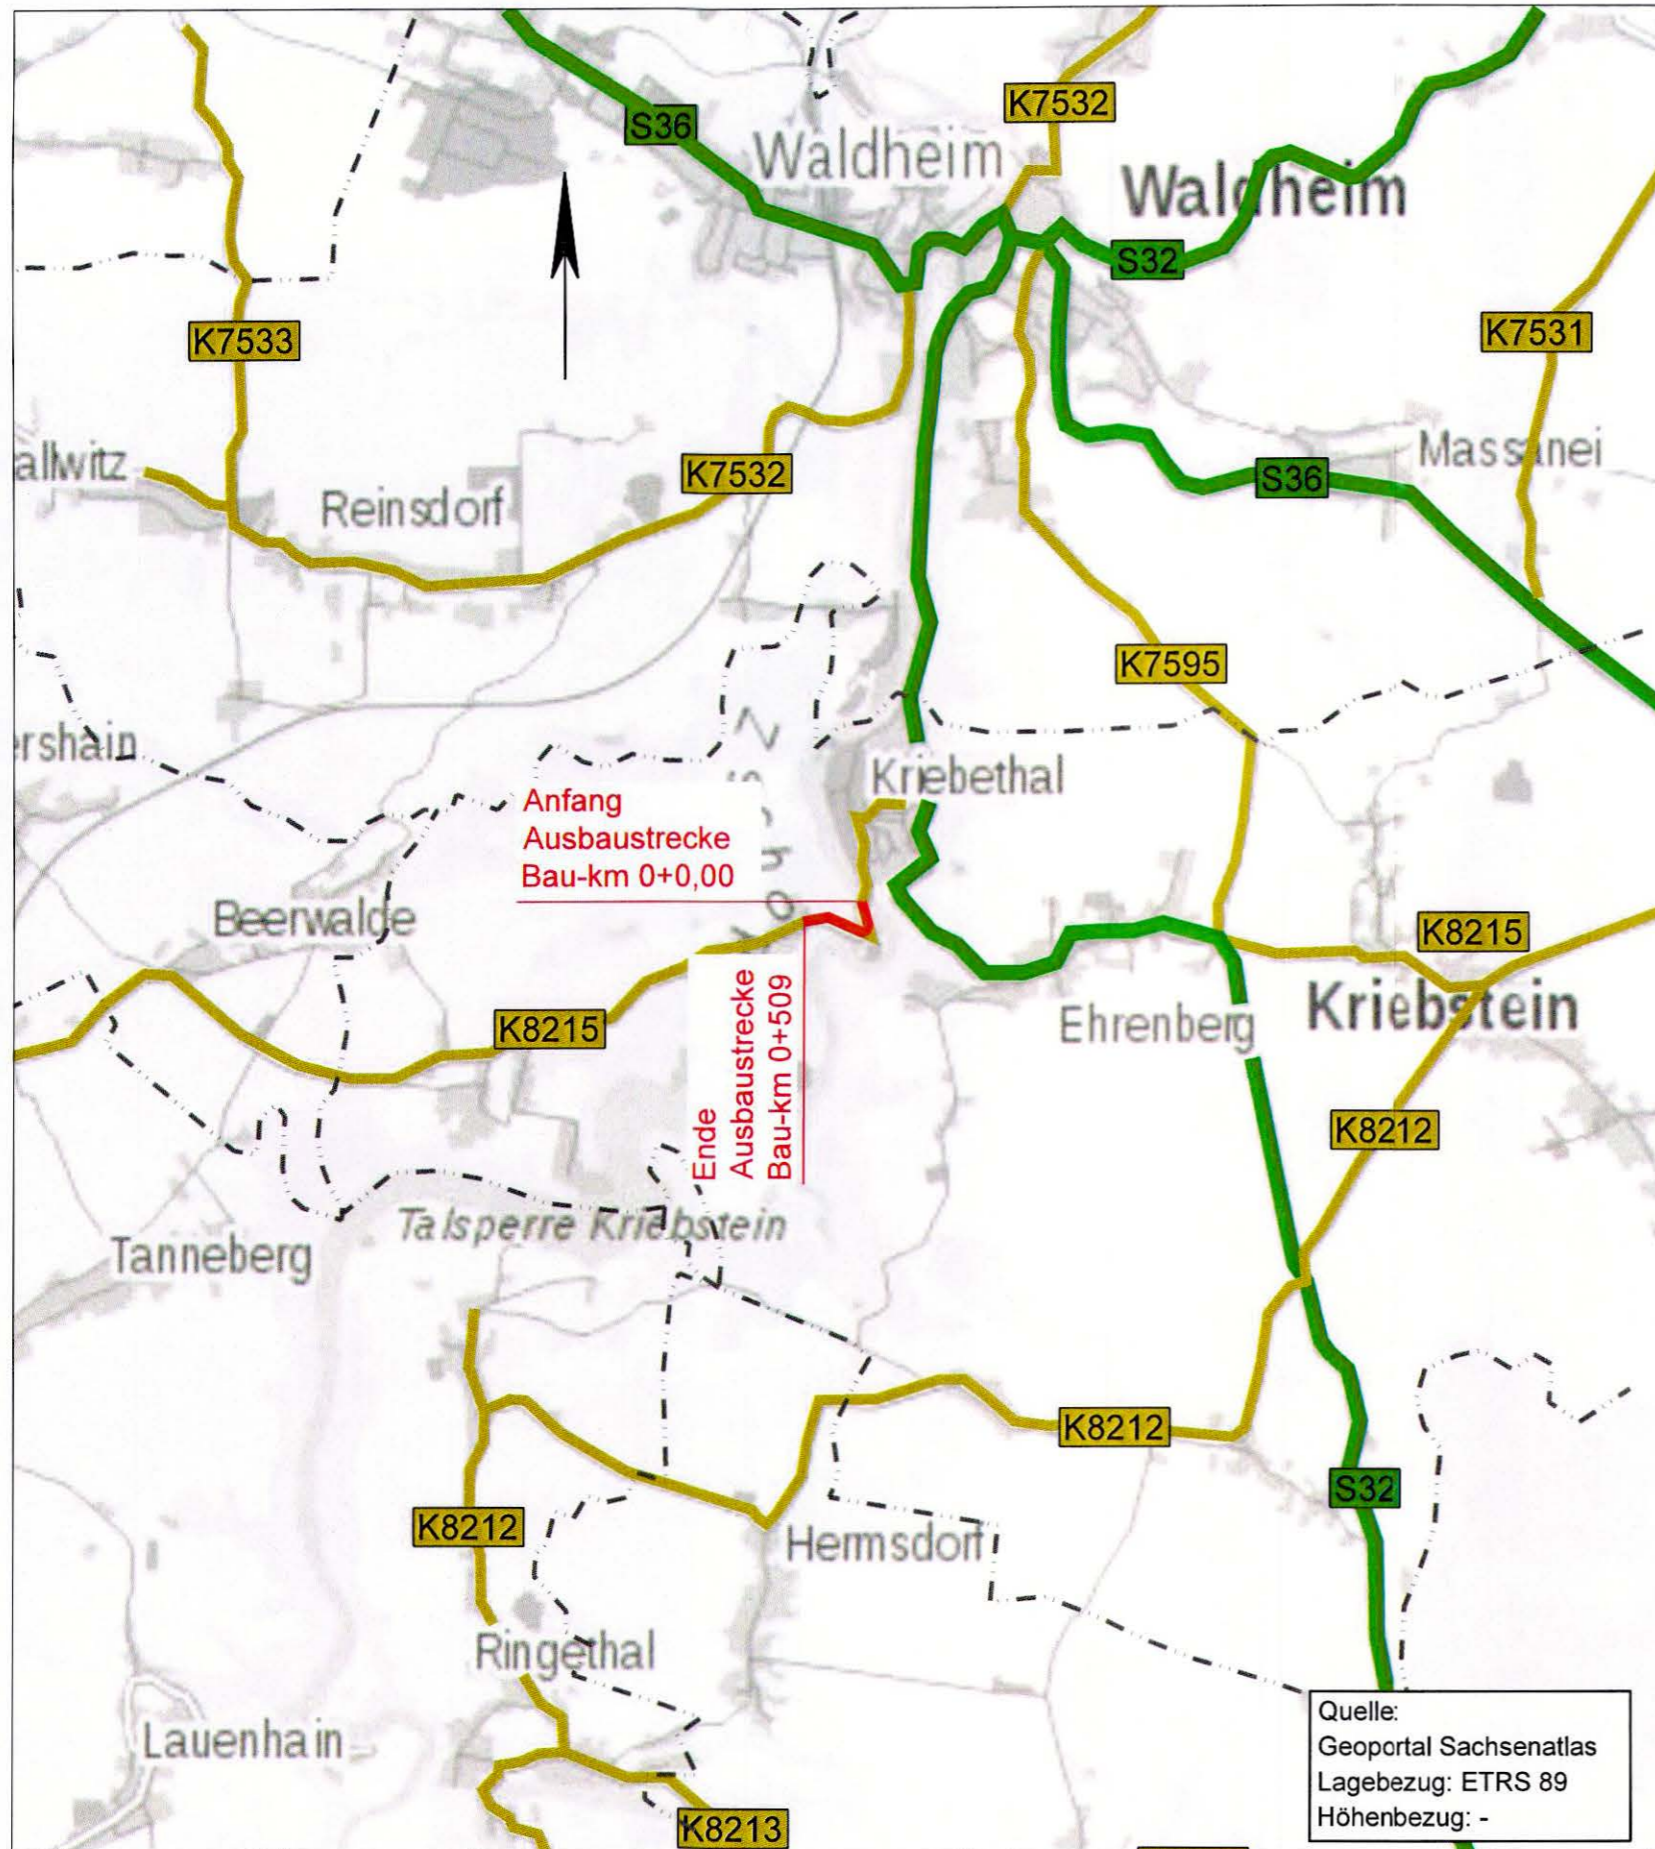 K7532
S36
Waldheim
Waldheim
S32
K7533
K7531
allwitz
Reinsdorf
K7532
Massanei
S36
K7595
ershain
Zscho
Kriebethal
Anfang
Ausbaustrecke
Bau-km 0+0,00
Beerwalde
K8215
K8215
Ende
Ausbaustrecke
Bau-km 0+509
Ehrenberg
Kriebstein
K8212
Talsperre Kriebstein
Tanneberg
K8212
S32
K8212
Hermsdorf
Ringethal
Lauenhain
K8213
Quelle:
Geoportal Sachsenatlas
Lagebezug: ETRS 89
Höhenbezug: -